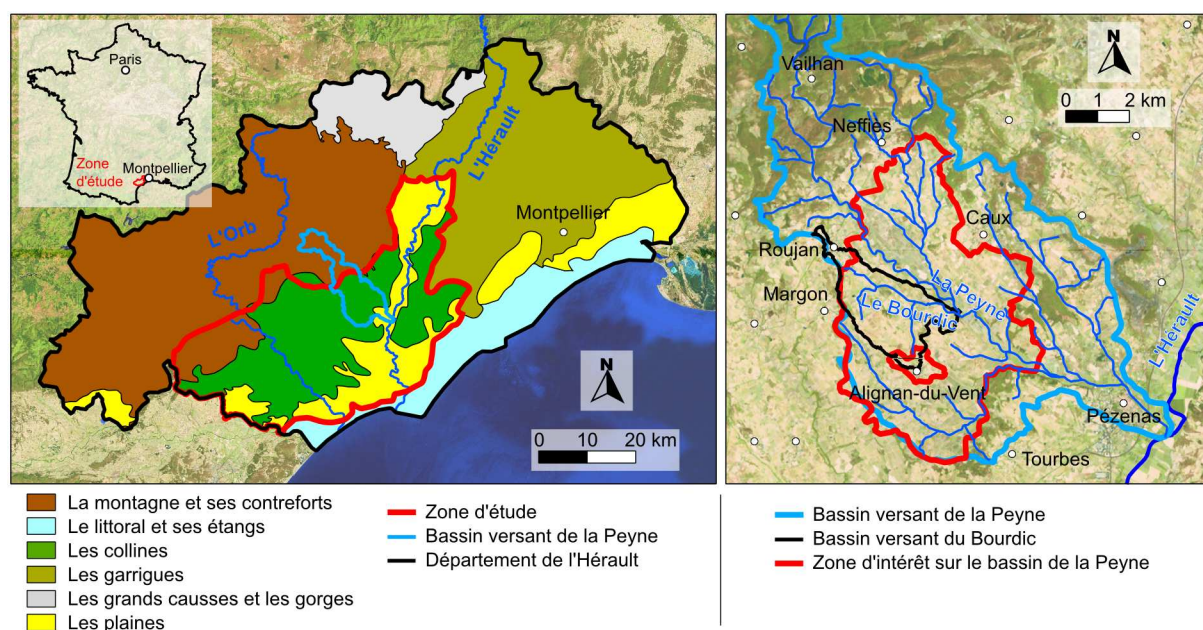 Paris
Zone
d'étude
Montpellier
L'Hérault
L'Orb
Montpellier
N
0 10 20 km
La montagne et ses contreforts
Le littoral et ses étangs
Les collines
Les garrigues
Les grands causses et les gorges
Les plaines
Zone d'étude
Bassin versant de la Peyne
Département de l'Hérault
Vailhan
N
0 1 2 km
Neffiès
Caux
Roujan
La Peyne
Margon
Le Bourdic
L'Hérault
Alignan-du-Vent
Pézenas
Tourbes
Bassin versant de la Peyne
Bassin versant du Bourdic
Zone d'intérêt sur le bassin de la Peyne